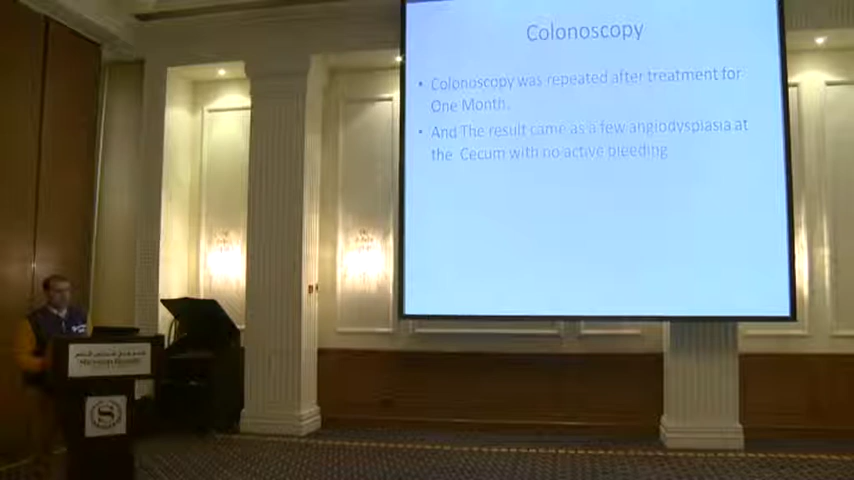 Colonoscopy
• Colonoscopy was repeated after treatment for
One Month.
• And The result came as a few angiodysplasia at
the Cecum with no active bleeding
S